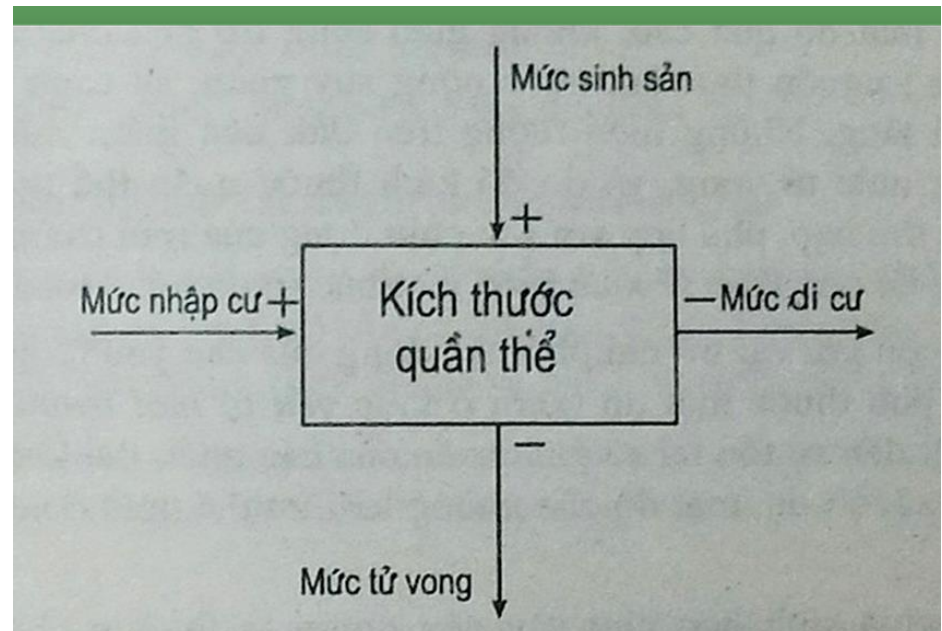 Mức sinh sản
+
Mức nhập cư +
Kích thước
quần thể
– Mức di cư
–
Mức tử vong